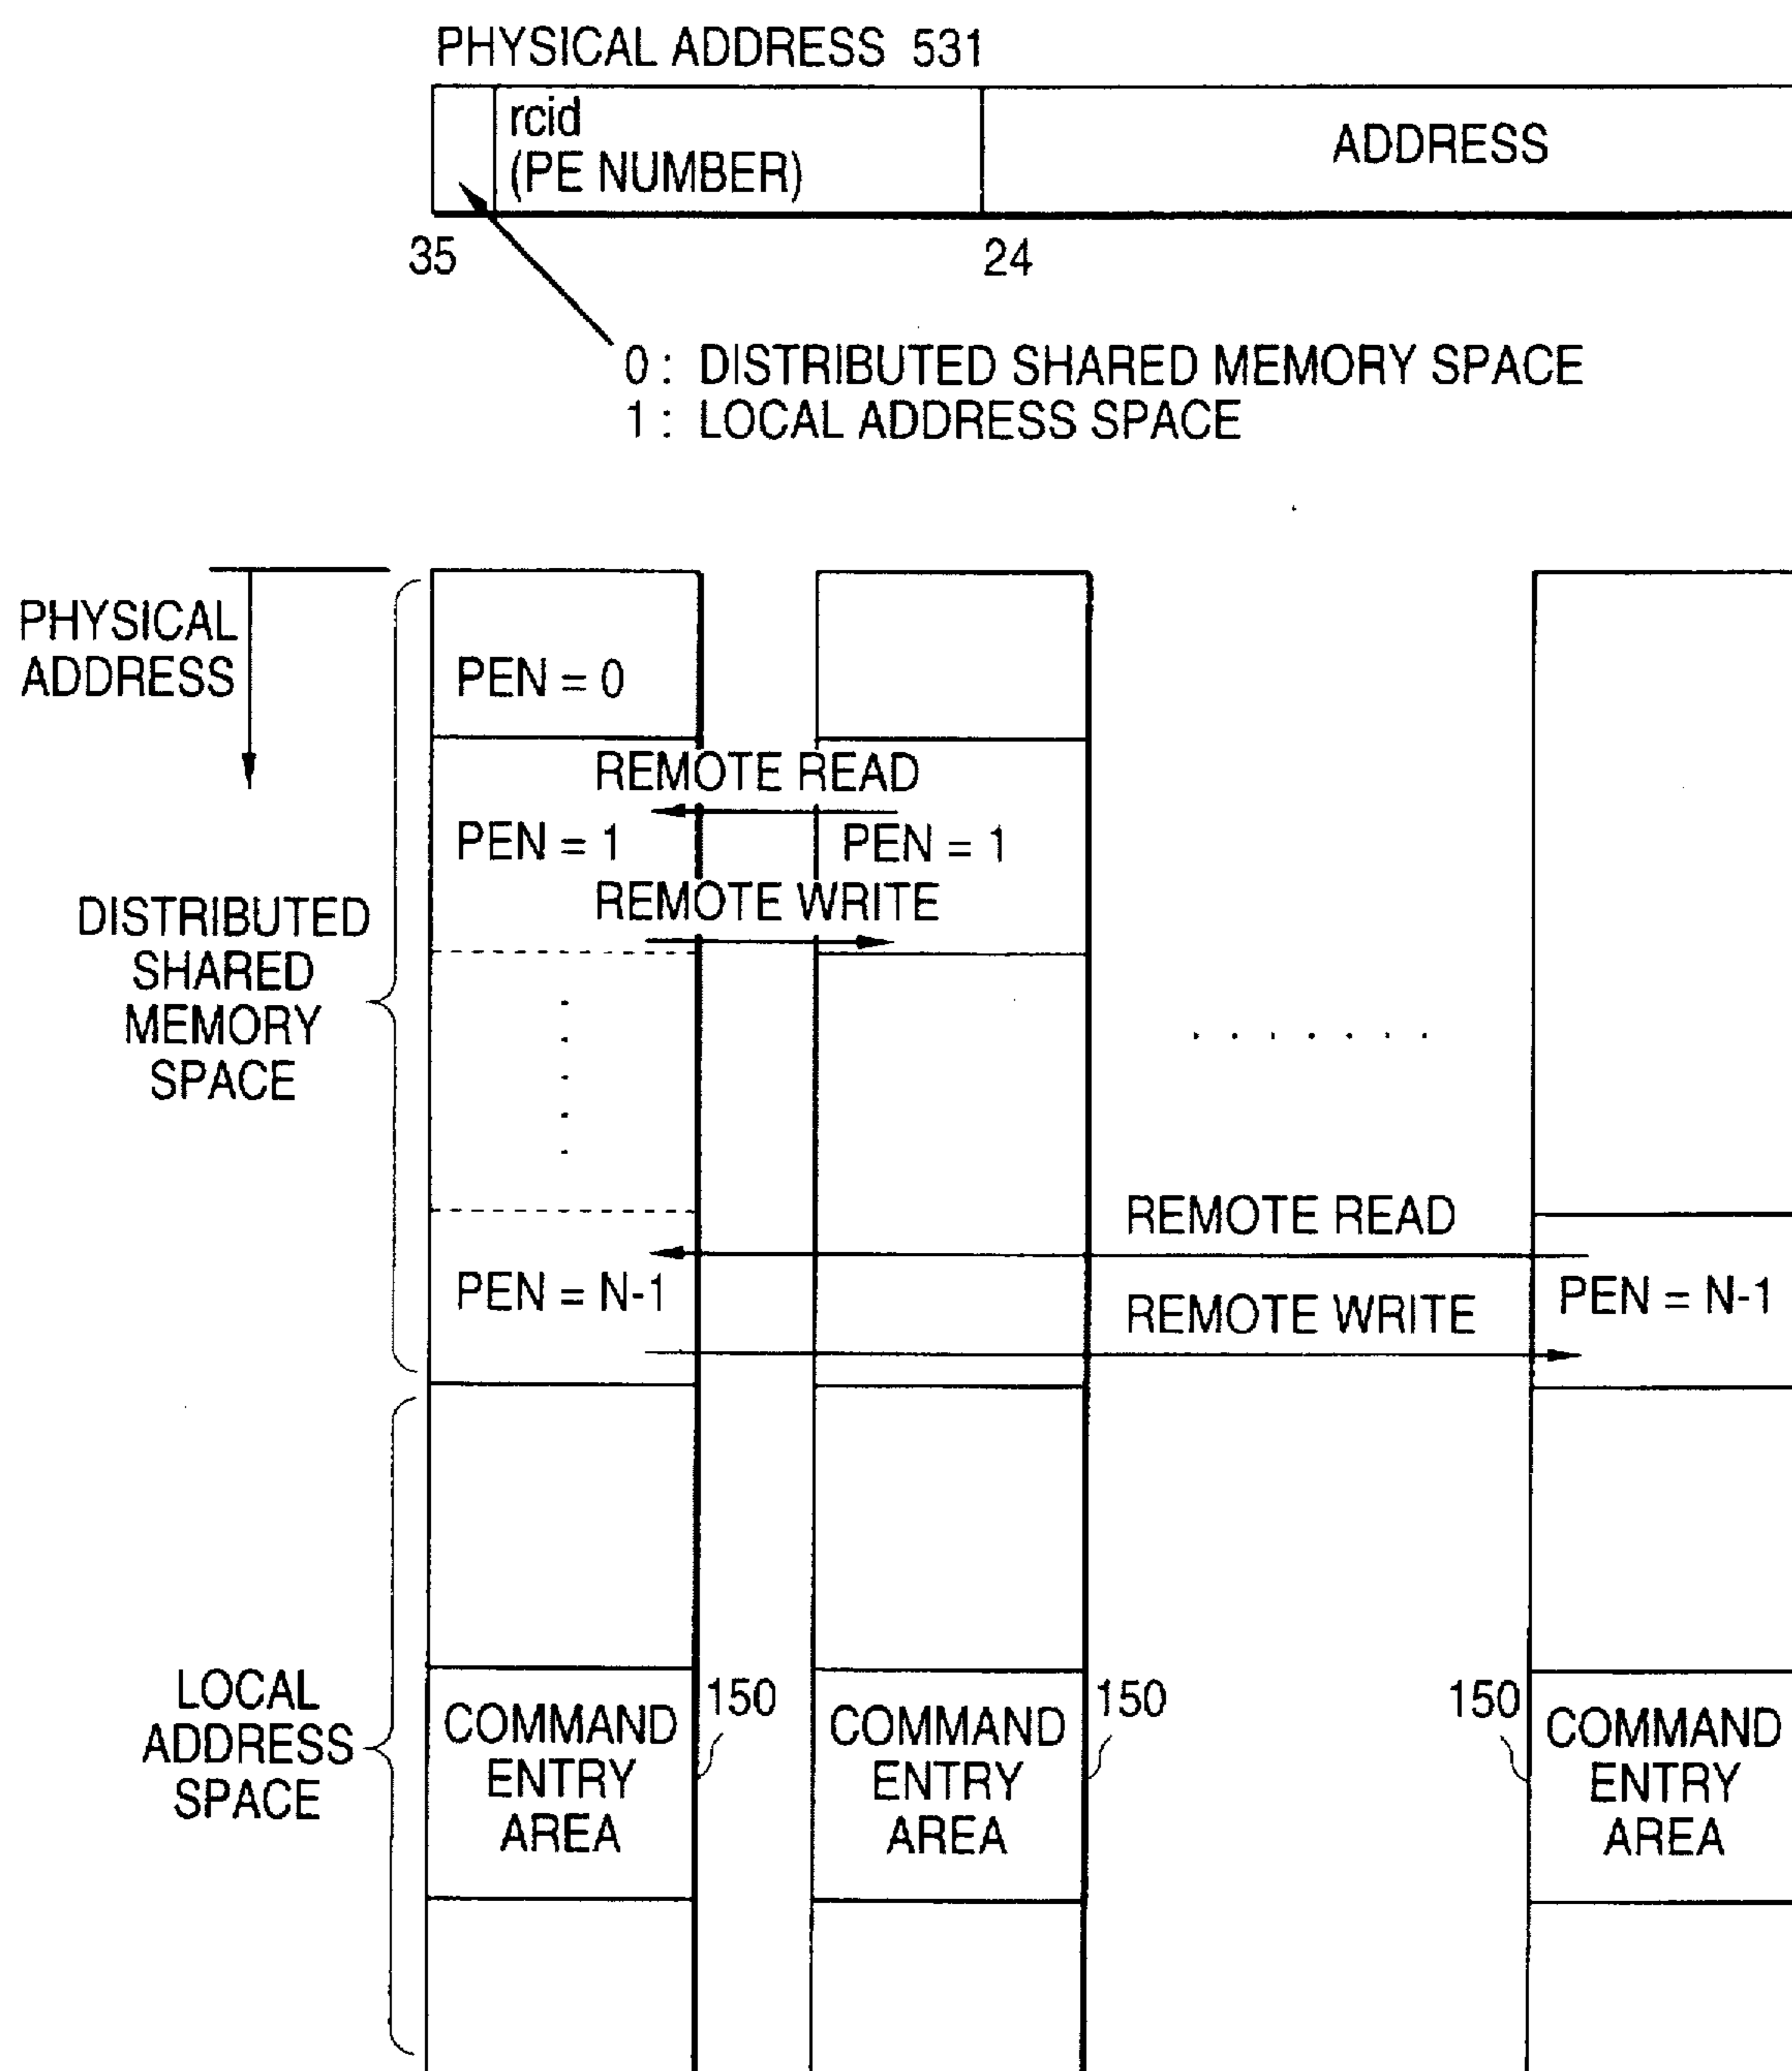 PHYSICAL ADDRESS 531
rcid
(PE NUMBER)
ADDRESS
35
24
0 : DISTRIBUTED SHARED MEMORY SPACE
1 : LOCAL ADDRESS SPACE
PHYSICAL
ADDRESS
PEN = 0
REMOTE READ
PEN = 1
PEN = 1
REMOTE WRITE
DISTRIBUTED
SHARED
MEMORY
SPACE
REMOTE READ
PEN = N-1
REMOTE WRITE
PEN = N-1
LOCAL
ADDRESS
SPACE
COMMAND
ENTRY
AREA
150
COMMAND
ENTRY
AREA
150
150
COMMAND
ENTRY
AREA